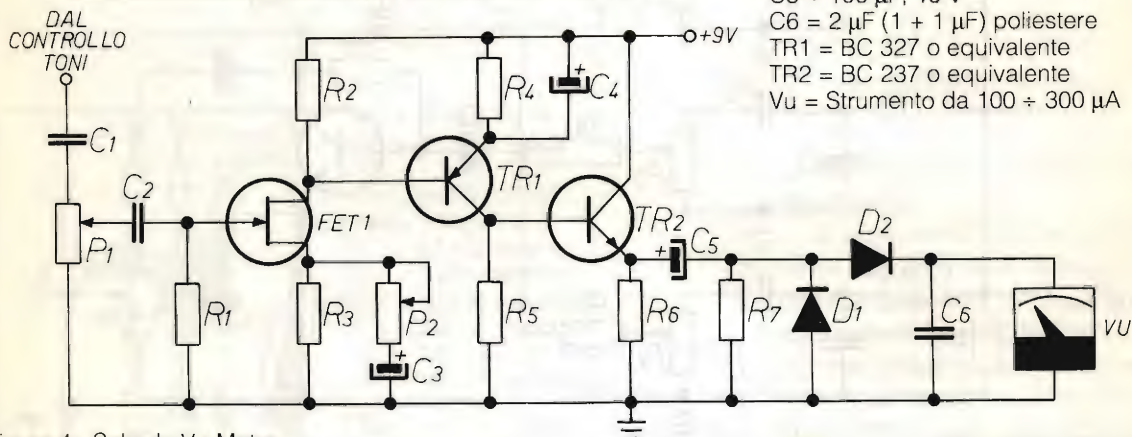 DAL
CONTROLLO
TONI
C1
P1
C2
R1
R2
FET1
R3
P2
C3
R4
C4
TR1
R5
+9V
TR2
C5
R6
R7
D1
D2
C6
VU
C6 = 2 µF (1 + 1 µF) poliestere
TR1 = BC 327 o equivalente
TR2 = BC 237 o equivalente
Vu = Strumento da 100 ÷ 300 µA